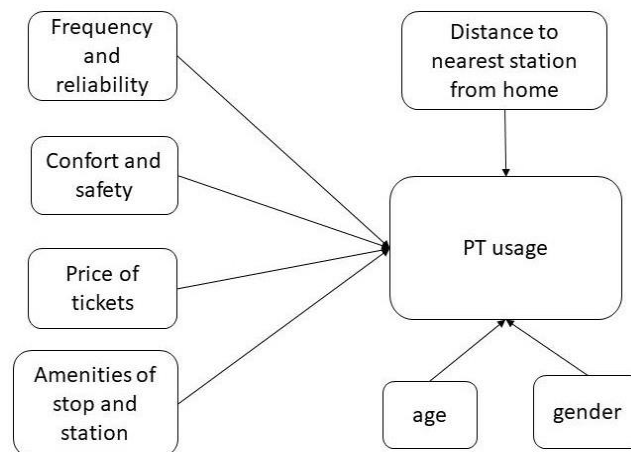 Frequency
and
reliability
Confort and
safety
Price of
tickets
Amenities of
stop and
station
Distance to
nearest station
from home
PT usage
age
gender